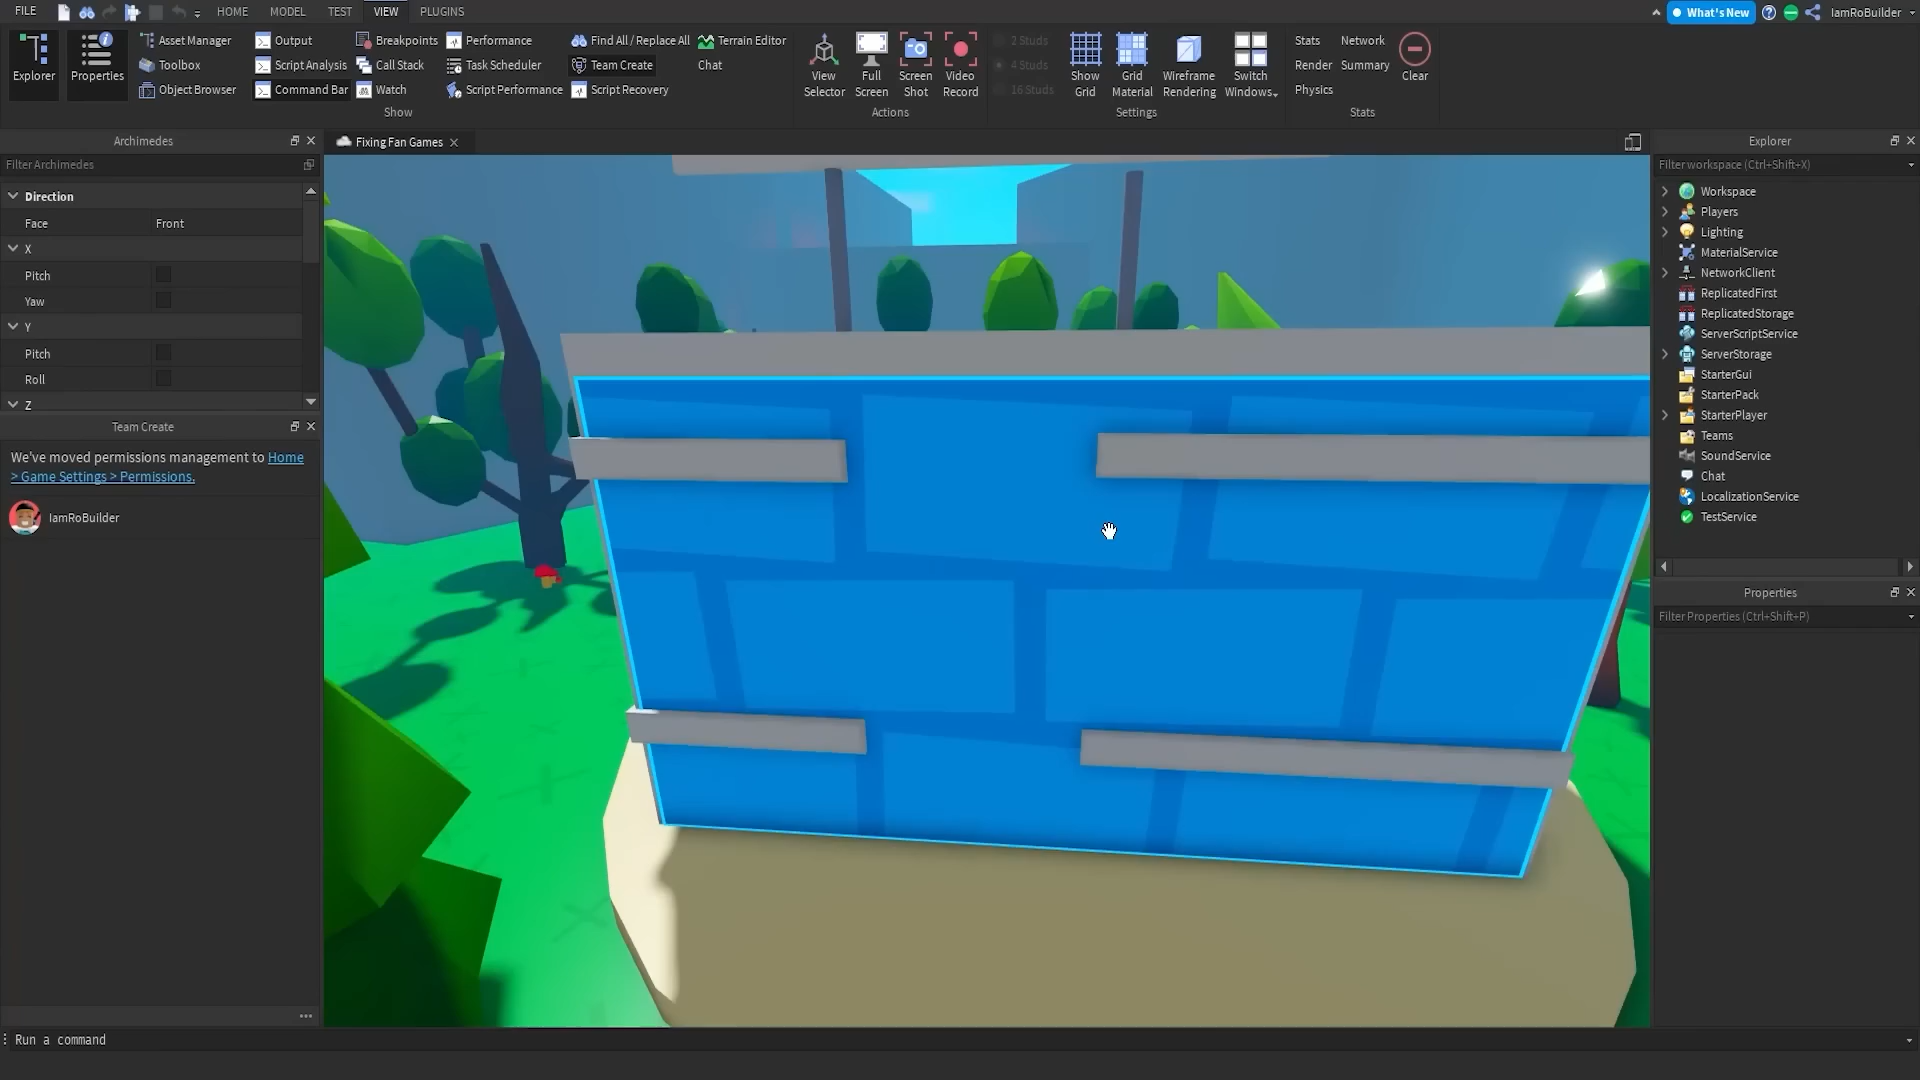 FILE HOME MODEL TEST VIEW PLUGINS What's New IamRoBuilder
Explorer
Properties
Asset Manager
Toolbox
Object Browser
Output
Script Analysis
Command Bar
Breakpoints
Call Stack
Watch
Performance
Task Scheduler
Script Performance
Find All / Replace All
Team Create
Script Recovery
Terrain Editor
Chat
Show
View
Selector
Full
Screen
Screen
Shot
Video
Record
Actions
2 Studs
4 Studs
16 Studs
Show
Grid
Grid
Material
Wireframe
Rendering
Switch
Windows
Settings
Stats
Render
Physics
Network
Summary
Clear
Stats
Archimedes
Filter Archimedes
Direction
Face Front
X
Pitch
Yaw
Y
Pitch
Roll
Z
Team Create
We've moved permissions management to Home
> Game Settings > Permissions.
IamRoBuilder
Fixing Fan Games
Explorer
Filter workspace (Ctrl+Shift+X)
Workspace
Players
Lighting
MaterialService
NetworkClient
ReplicatedFirst
ReplicatedStorage
ServerScriptService
ServerStorage
StarterGui
StarterPack
StarterPlayer
Teams
SoundService
Chat
LocalizationService
TestService
Properties
Filter Properties (Ctrl+Shift+P)
Run a command